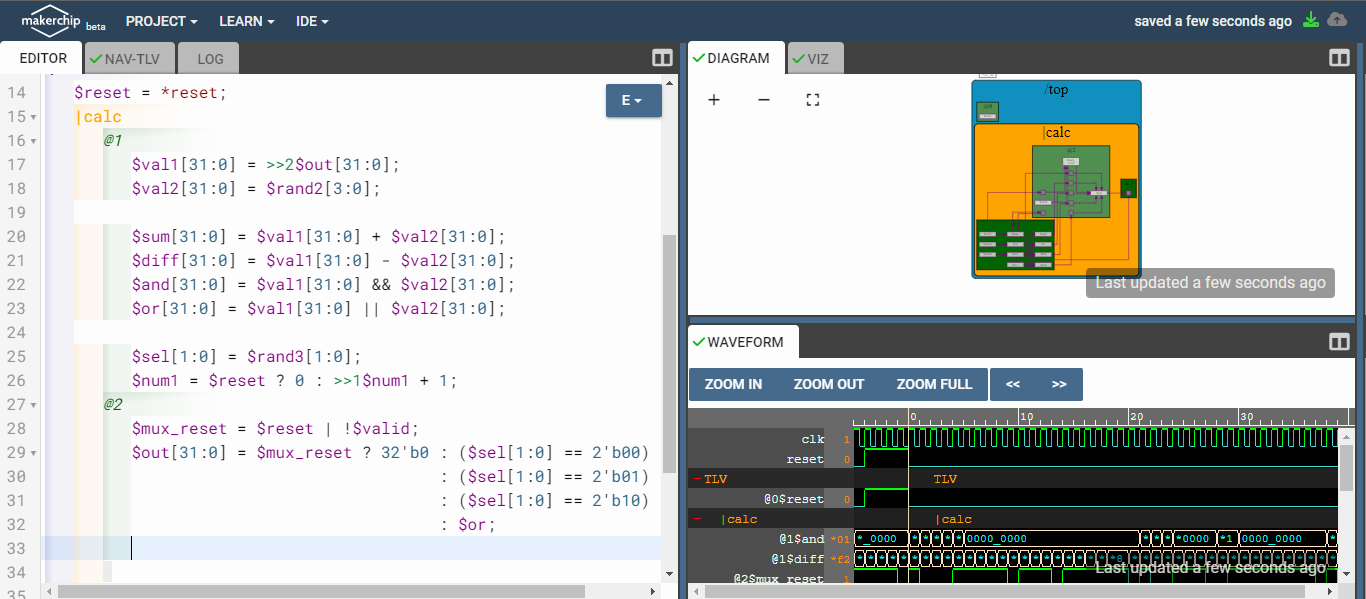 makerchip beta PROJECT LEARN IDE saved a few seconds ago
EDITOR NAV-TLV LOG
14 $reset = *reset;
15 |calc
16 @1
17 $val1[31:0] = >>2$out[31:0];
18 $val2[31:0] = $rand2[3:0];
19
20 $sum[31:0] = $val1[31:0] + $val2[31:0];
21 $diff[31:0] = $val1[31:0] - $val2[31:0];
22 $and[31:0] = $val1[31:0] && $val2[31:0];
23 $or[31:0] = $val1[31:0] || $val2[31:0];
24
25 $sel[1:0] = $rand3[1:0];
26 $num1 = $reset ? 0 : >>1$num1 + 1;
27 @2
28 $mux_reset = $reset | !$valid;
29 $out[31:0] = $mux_reset ? 32'b0 : ($sel[1:0] == 2'b00)
30 : ($sel[1:0] == 2'b01)
31 : ($sel[1:0] == 2'b10)
32 : $or;
33
34
35
E
DIAGRAM VIZ
/top
|calc
Last updated a few seconds ago
WAVEFORM
ZOOM IN ZOOM OUT ZOOM FULL << >>
0 10 20 30
clk 1
reset 0
TLV TLV
@0$reset 0
|calc |calc
@1$and *01 *_0000 * * * * * 0000_0000 * * * *0000 *1 0000_0000 *
@1$diff *f2
@2$mux_reset 1
Last updated a few seconds ago